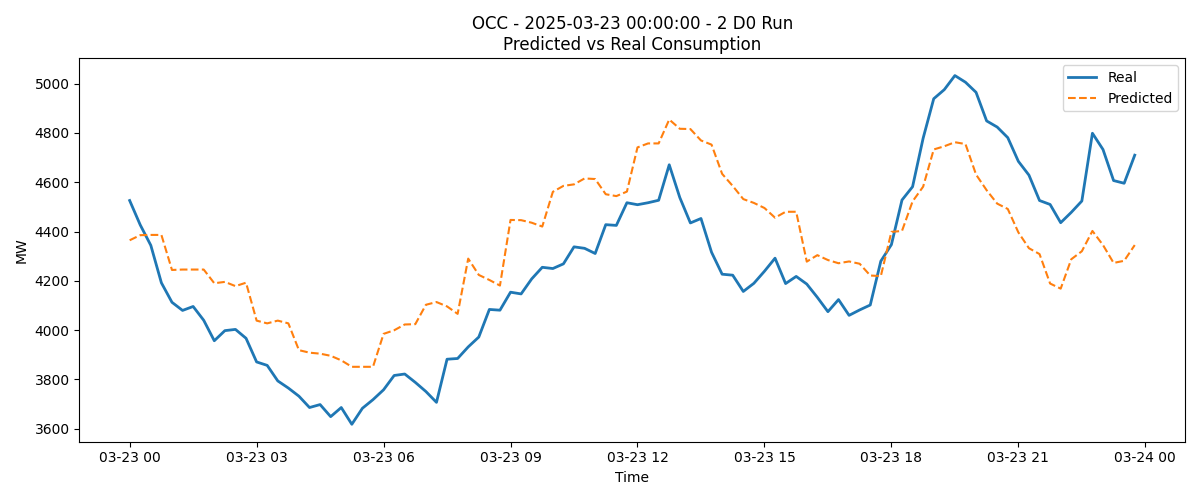 OCC - 2025-03-23 00:00:00 - 2 D0 Run
Predicted vs Real Consumption
Real
Predicted
MW
5000
4800
4600
4400
4200
4000
3800
3600
03-23 00
03-23 03
03-23 06
03-23 09
03-23 12
03-23 15
03-23 18
03-23 21
03-24 00
Time